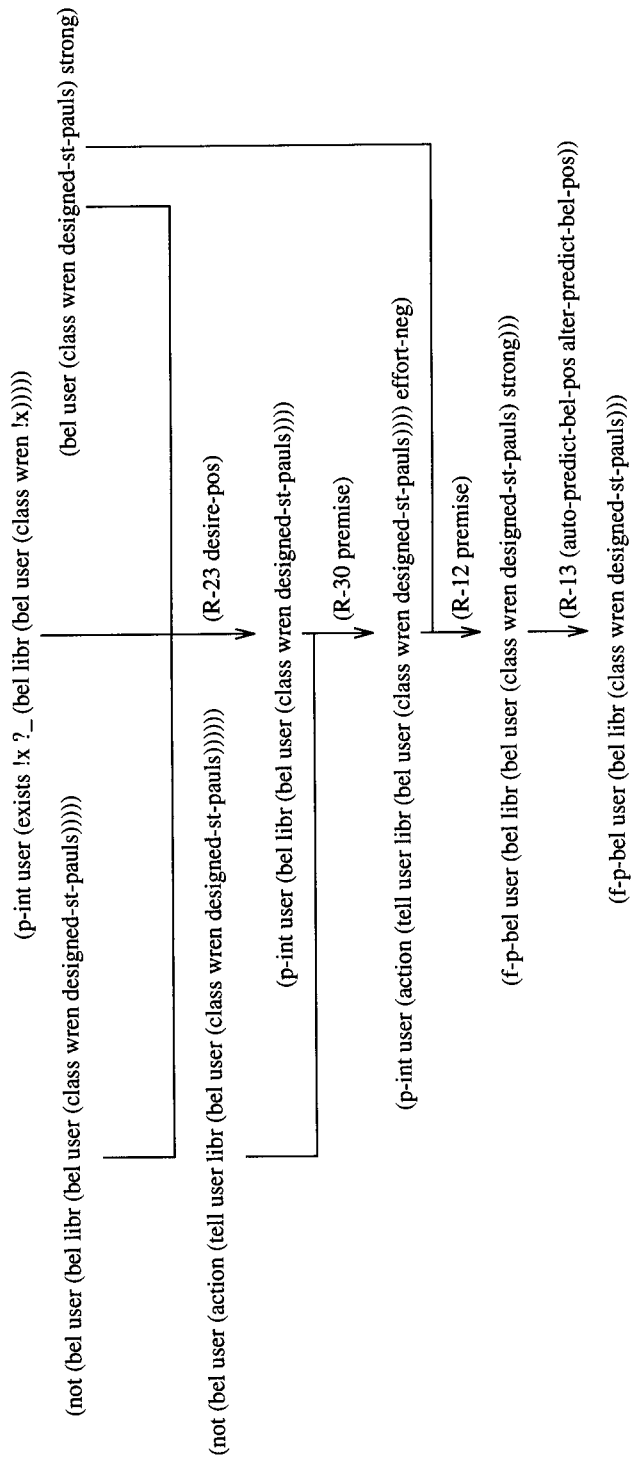 (p-int user (exists !x ?_ (bel libr (bel user (class wren !x)))))
(not (bel user (bel libr (bel user (class wren designed-st-pauls)))))
(bel user (class wren designed-st-pauls) strong)
(R-23 desire-pos)
(not (bel user (action (tell user libr (bel user (class wren designed-st-pauls))))))
(p-int user (bel libr (bel user (class wren designed-st-pauls))))
(R-30 premise)
(p-int user (action (tell user libr (bel user (class wren designed-st-pauls)))) effort-neg)
(R-12 premise)
(f-p-bel user (bel libr (bel user (class wren designed-st-pauls) strong)))
(R-13 (auto-predict-bel-pos alter-predict-bel-pos))
(f-p-bel user (bel libr (class wren designed-st-pauls)))